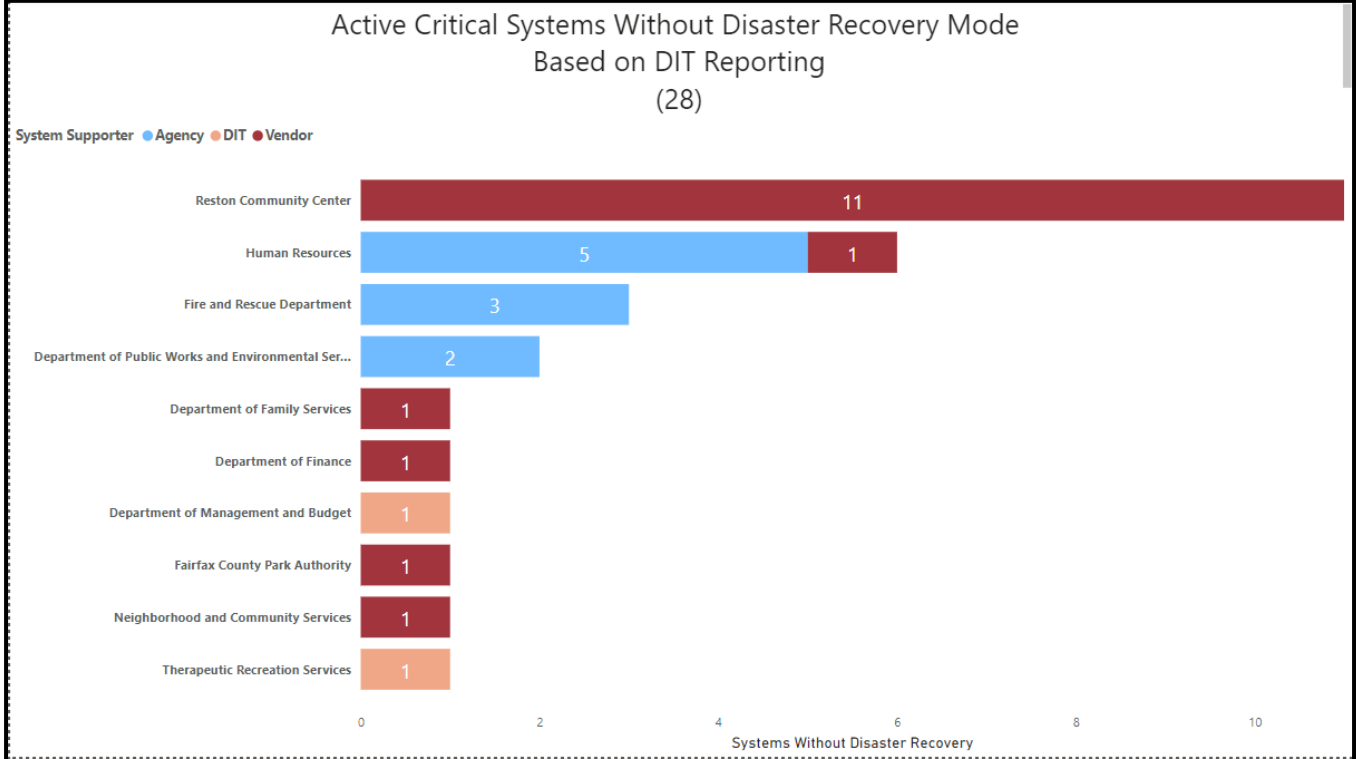 Active Critical Systems Without Disaster Recovery Mode
Based on DIT Reporting
(28)
System Supporter Agency DIT Vendor
Reston Community Center 11
Human Resources 5 1
Fire and Rescue Department 3
Department of Public Works and Environmental Ser... 2
Department of Family Services 1
Department of Finance 1
Department of Management and Budget 1
Fairfax County Park Authority 1
Neighborhood and Community Services 1
Therapeutic Recreation Services 1
0 2 4 6 8 10
Systems Without Disaster Recovery